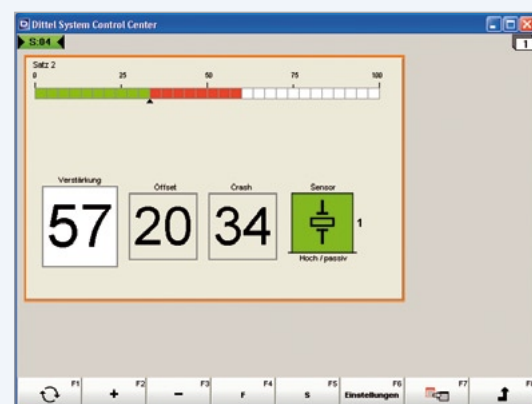 Dittel System Control Center
S:04
1
Satz 2
0 25 50 75 100
Verstärkung Offset Crash Sensor
57 20 34 1
Hoch / passiv
F1 F2 F3 F4 F5 F6 F7 F8
+ - F S Einstellungen